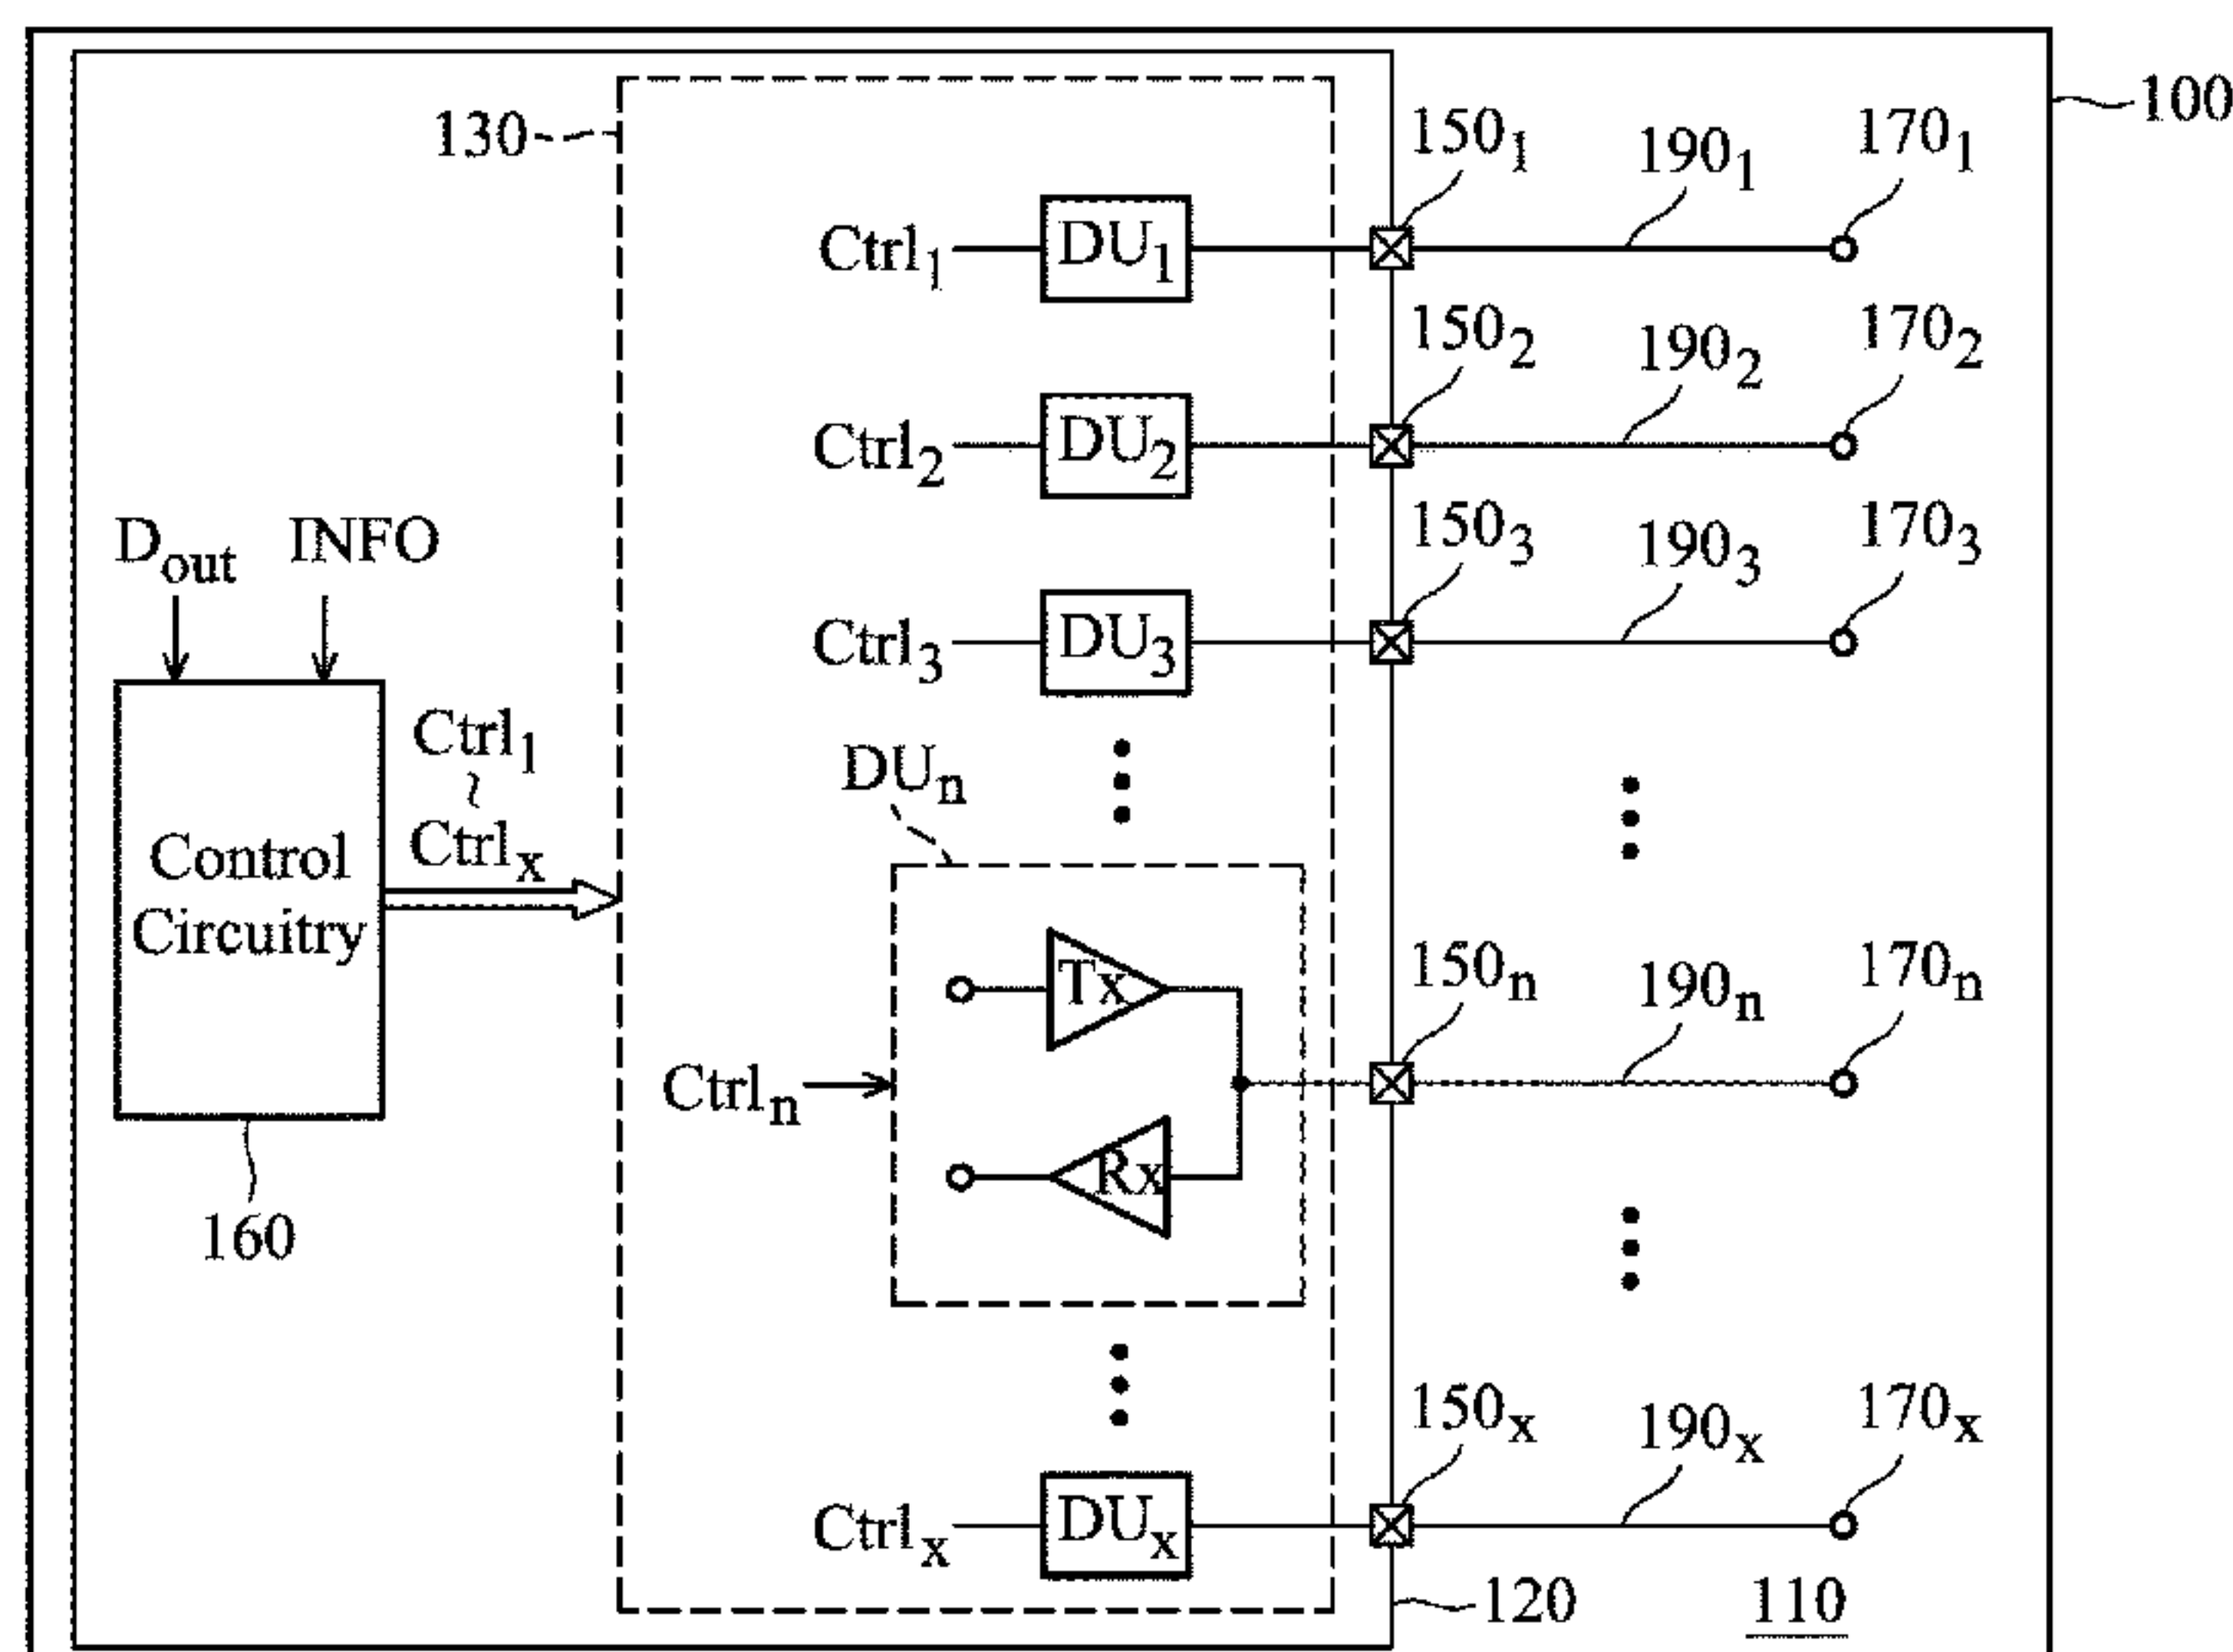 100
130
150₁ 190₁ 170₁
Ctrl₁ DU₁
150₂ 190₂ 170₂
Ctrl₂ DU₂
150₃ 190₃ 170₃
D_out INFO
Ctrl₃ DU₃
Ctrl₁
~
Ctrlₓ
DUₙ
Control
Circuitry
Tx
150ₙ 190ₙ 170ₙ
Ctrlₙ
Rx
160
150ₓ 190ₓ 170ₓ
Ctrlₓ DUₓ
120 110